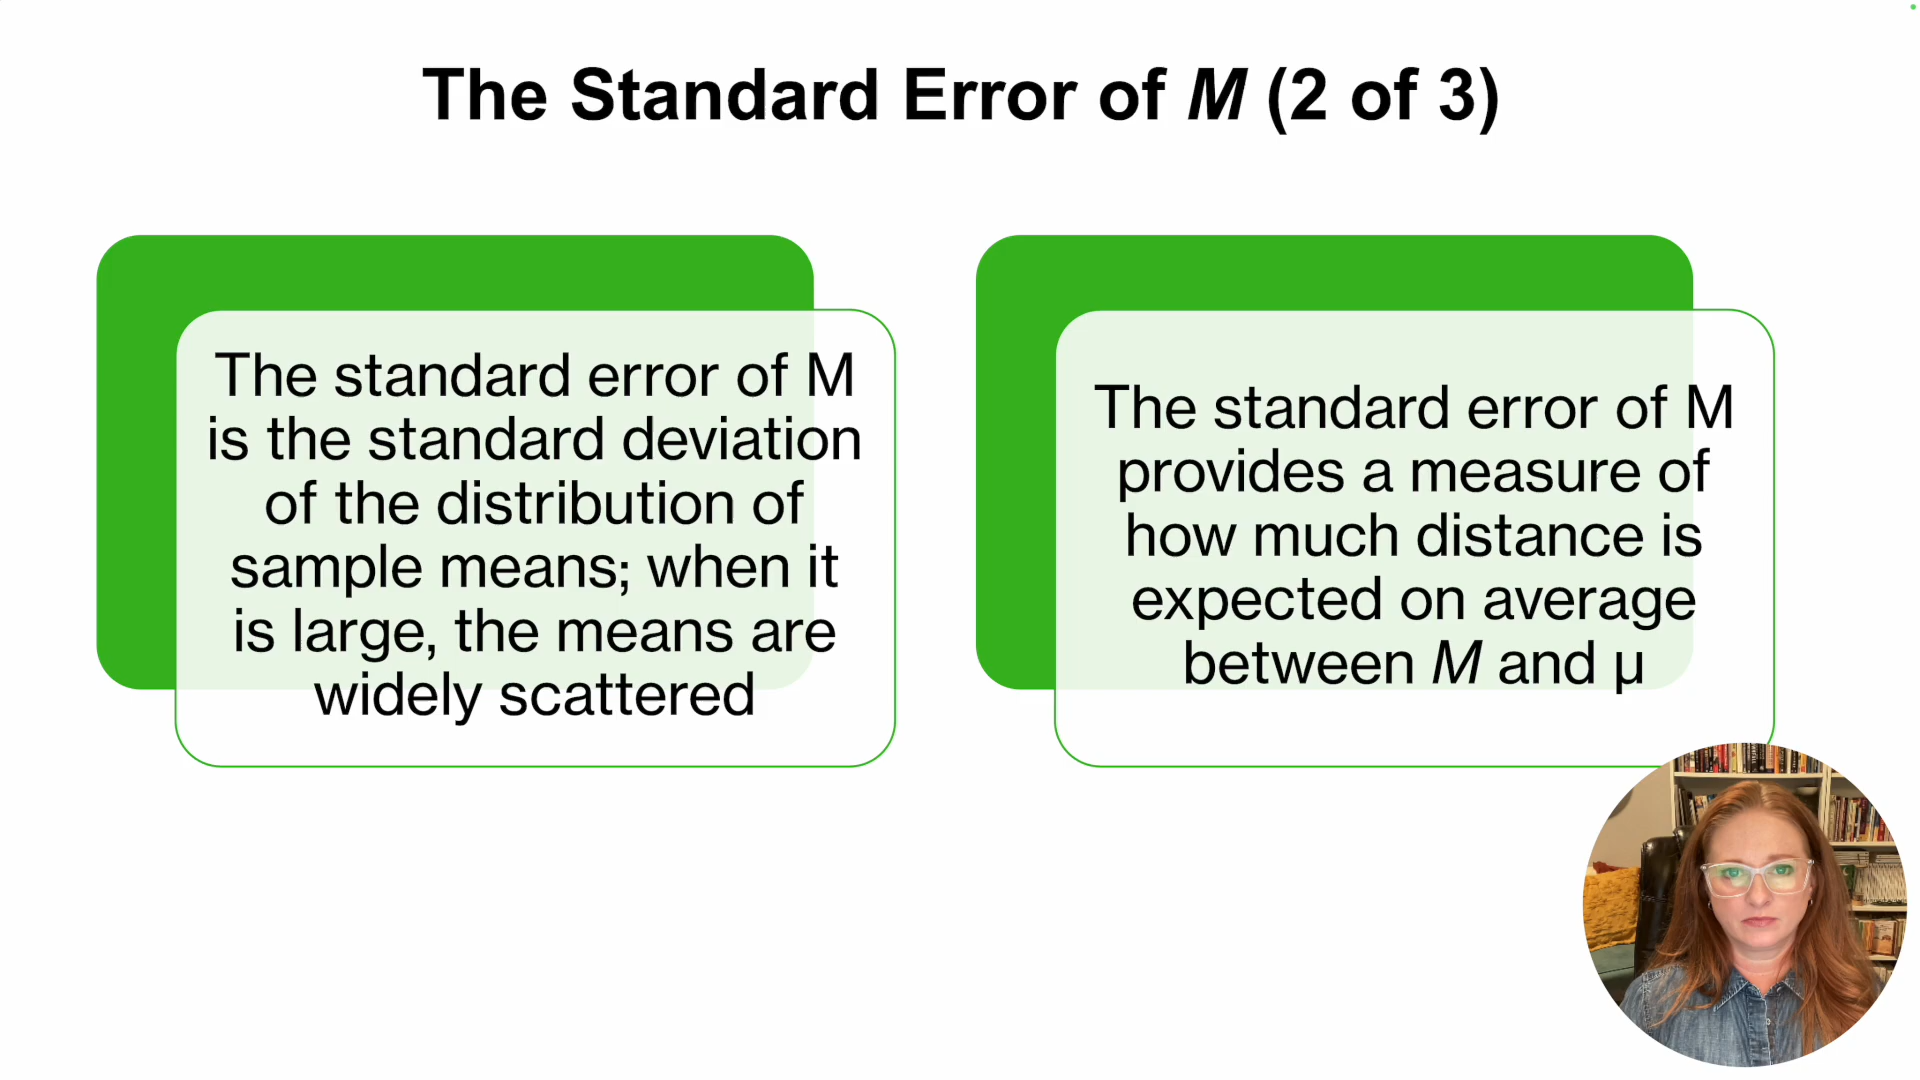 The Standard Error of M (2 of 3)
The standard error of M
is the standard deviation
of the distribution of
sample means; when it
is large, the means are
widely scattered
The standard error of M
provides a measure of
how much distance is
expected on average
between M and μ